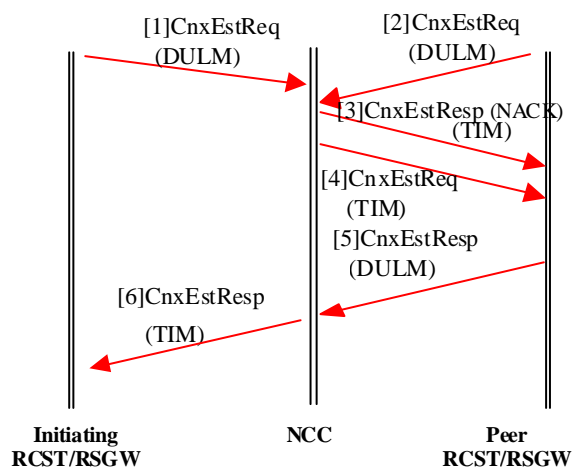 [1]CnxEstReq
(DULM)
[2]CnxEstReq
(DULM)
[3]CnxEstResp (NACK)
(TIM)
[4]CnxEstReq
(TIM)
[5]CnxEstResp
(DULM)
[6]CnxEstResp
(TIM)
Initiating
RCST/RSGW
NCC
Peer
RCST/RSGW